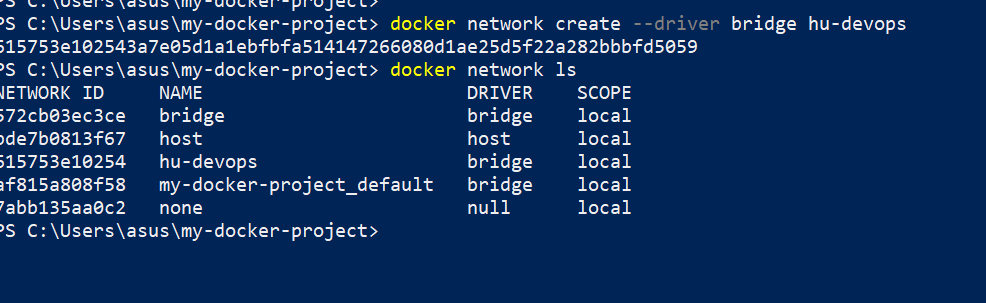 PS C:\Users\asus\my-docker-project>
PS C:\Users\asus\my-docker-project> docker network create --driver bridge hu-devops
615753e102543a7e05d1a1ebfbfa514147266080d1ae25d5f22a282bbbfd5059
PS C:\Users\asus\my-docker-project> docker network ls
NETWORK ID NAME DRIVER SCOPE
572cb03ec3ce bridge bridge local
bde7b0813f67 host host local
615753e10254 hu-devops bridge local
af815a808f58 my-docker-project_default bridge local
7abb135aa0c2 none null local
PS C:\Users\asus\my-docker-project>